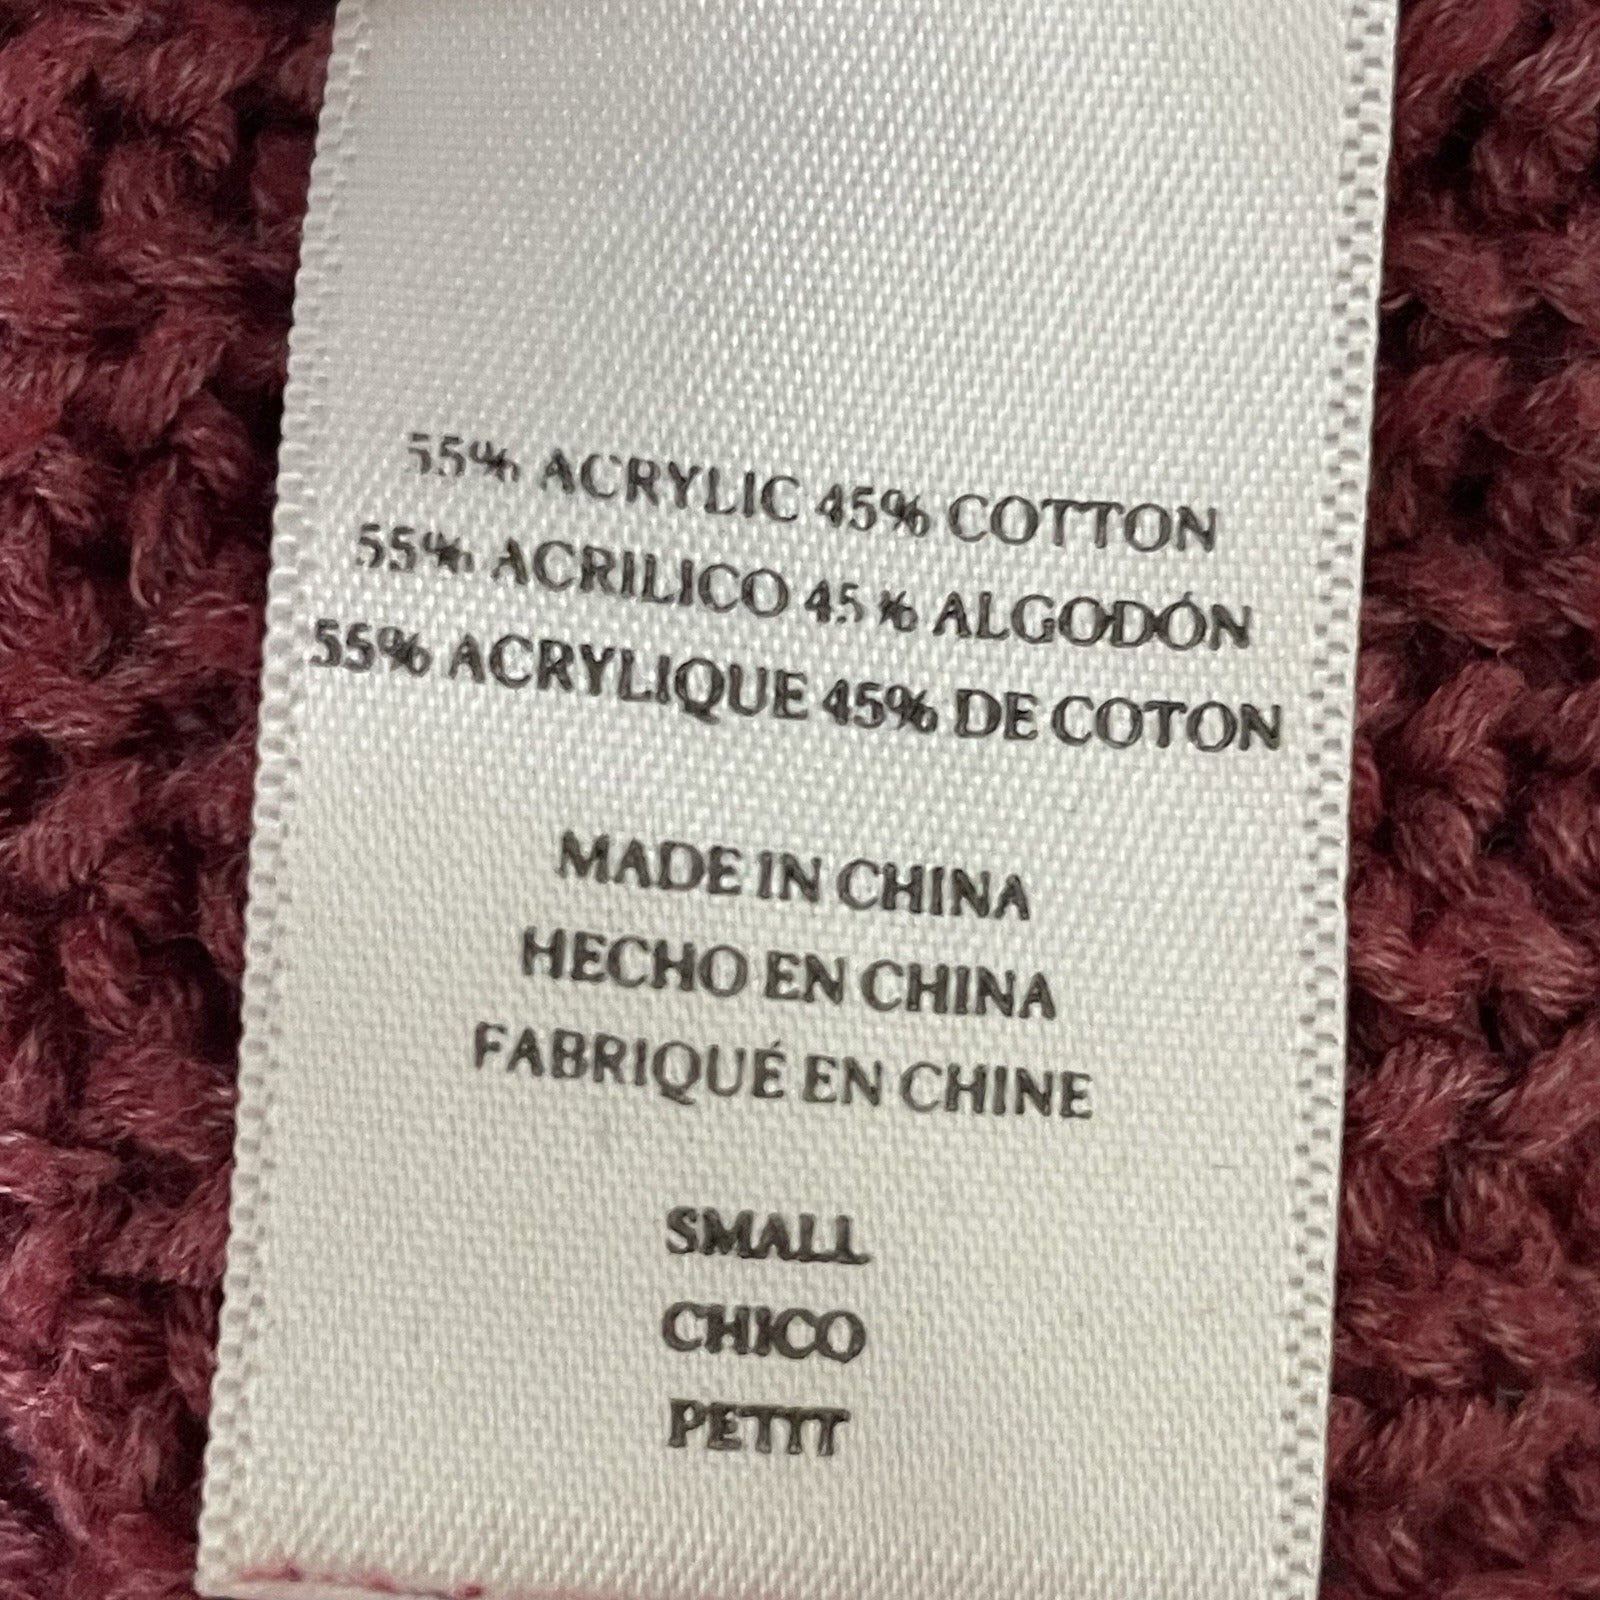 55% ACRYLIC 45% COTTON
55% ACRILICO 45% ALGODÓN
55% ACRYLIQUE 45% DE COTON
MADE IN CHINA
HECHO EN CHINA
FABRIQUÉ EN CHINE
SMALL
CHICO
PETIT